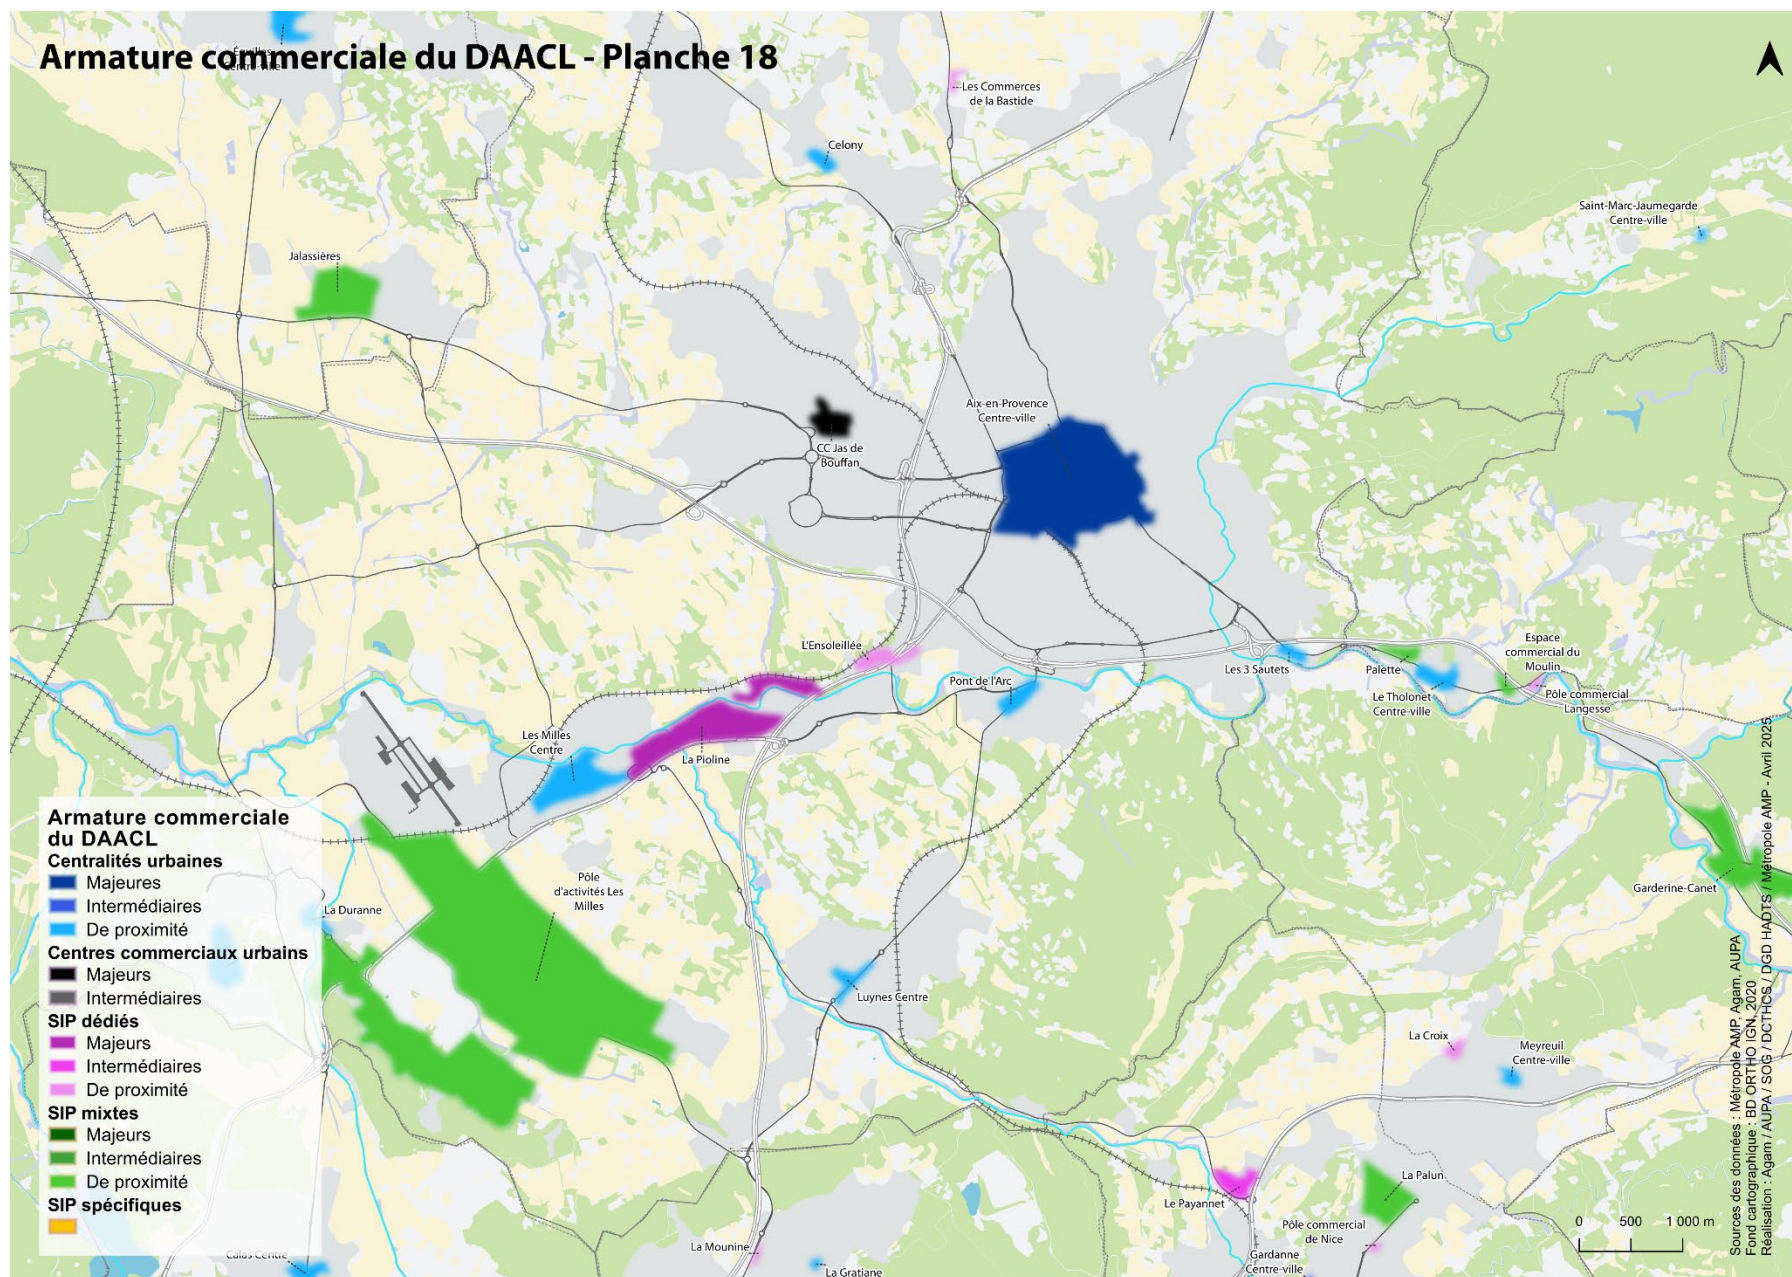 Armature commerciale du DAACL - Planche 18
Éguilles
Centre-ville
Les Commerces
de la Bastide
Celony
Saint-Marc-Jaumegarde
Centre-ville
Jalassières
Aix-en-Provence
Centre-ville
CC Jas de
Bouffan
L'Ensoleillée
Espace
commercial du
Moulin
Les 3 Sautets
Palette
Pont de l'Arc
Le Tholonet
Centre-ville
Pôle commercial
Langesse
Les Milles
Centre
La Pioline
Pôle
d'activités Les
Milles
Garderine-Canet
La Duranne
Luynes Centre
La Croix
Meyreuil
Centre-ville
La Palun
Le Payannet
Pôle commercial
de Nice
La Mounine
Gardanne
Centre-ville
La Gratiane
Calas Centre
Armature commerciale
du DAACL
Centralités urbaines
Majeures
Intermédiaires
De proximité
Centres commerciaux urbains
Majeurs
Intermédiaires
SIP dédiés
Majeurs
Intermédiaires
De proximité
SIP mixtes
Majeurs
Intermédiaires
De proximité
SIP spécifiques
0 500 1 000 m
Sources des données : Métropole AMP, Agam, AUPA
Fond cartographique : BD ORTHO IGN, 2020
Réalisation : Agam / AUPA / SOG / DCTHCS / DGD HADTS / Métropole AMP - Avril 2025